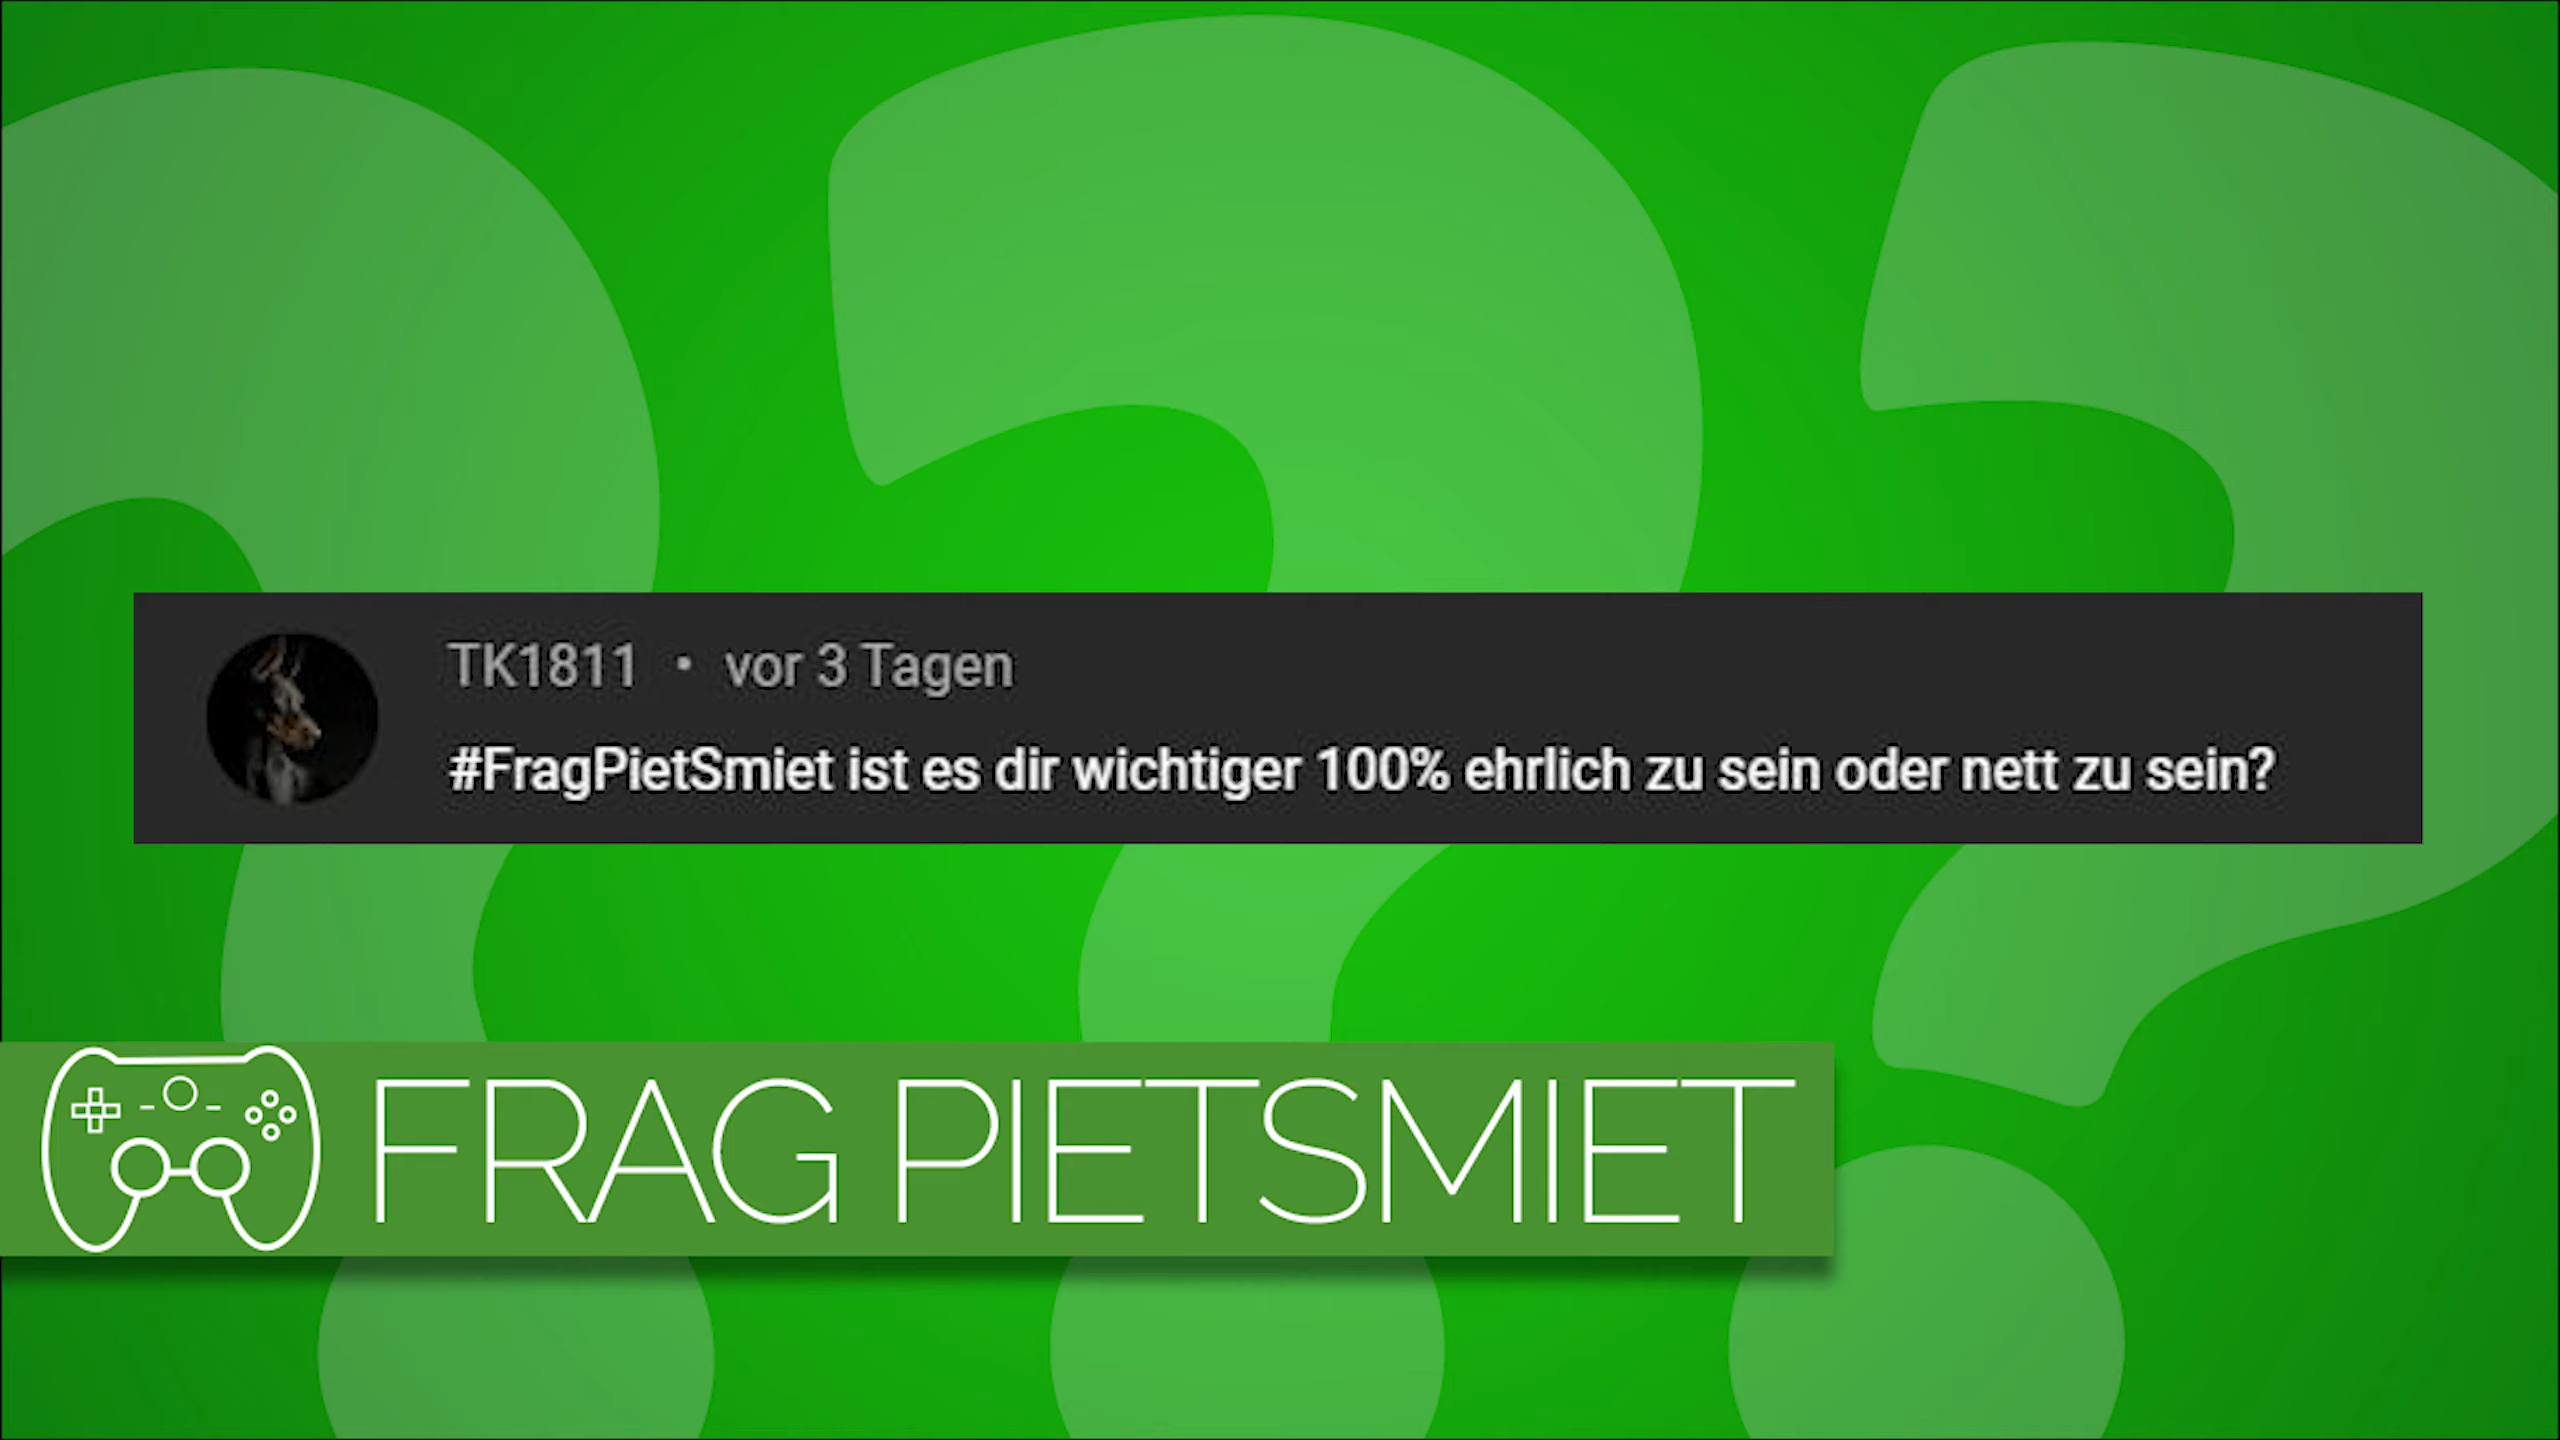 TK1811 • vor 3 Tagen
#FragPietSmiet ist es dir wichtiger 100% ehrlich zu sein oder nett zu sein?
FRAG PIETSMIET